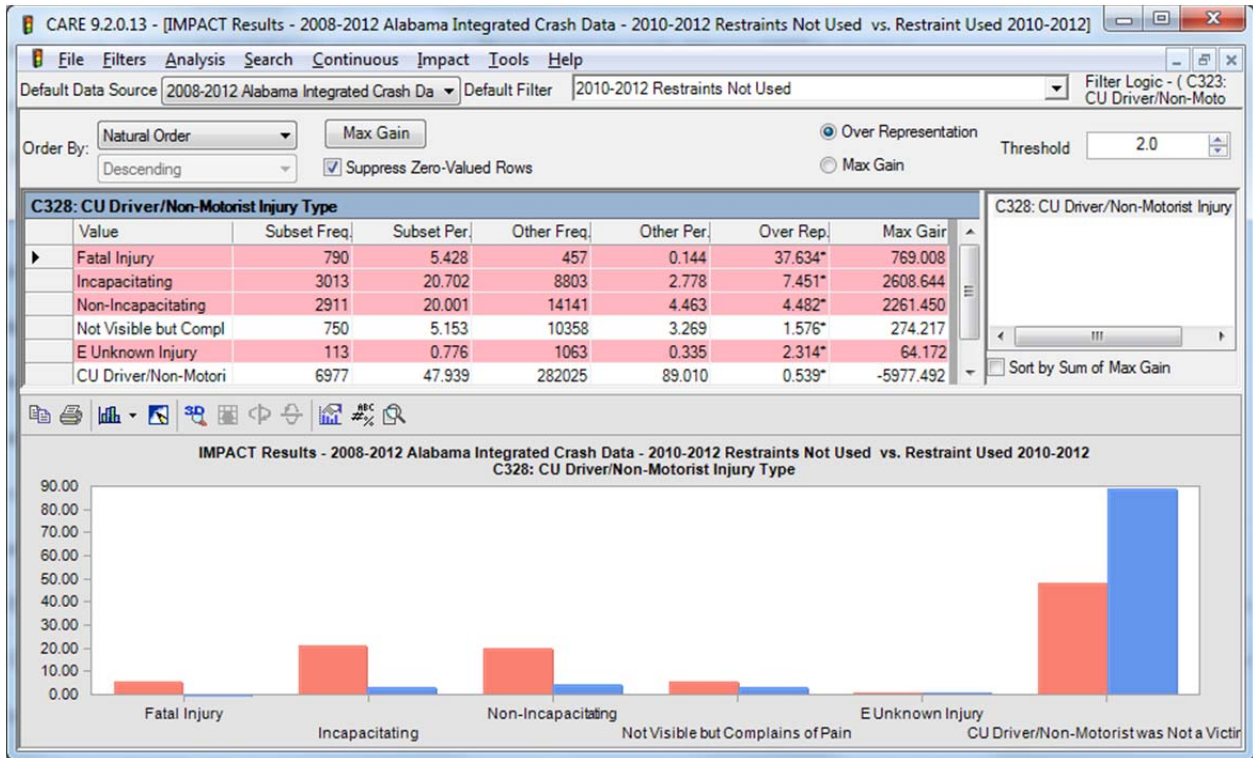 CARE 9.2.0.13 - [IMPACT Results - 2008-2012 Alabama Integrated Crash Data - 2010-2012 Restraints Not Used vs. Restraint Used 2010-2012]
File Filters Analysis Search Continuous Impact Tools Help
Default Data Source 2008-2012 Alabama Integrated Crash Da Default Filter 2010-2012 Restraints Not Used Filter Logic - ( C323:
CU Driver/Non-Moto
Order By: Natural Order Max Gain Over Representation Threshold 2.0
Descending Suppress Zero-Valued Rows Max Gain
C328: CU Driver/Non-Motorist Injury Type C328: CU Driver/Non-Motorist Injury
Value Subset Freq. Subset Per. Other Freq. Other Per. Over Rep. Max Gair
Fatal Injury 790 5.428 457 0.144 37.634* 769.008
Incapacitating 3013 20.702 8803 2.778 7.451* 2608.644
Non-Incapacitating 2911 20.001 14141 4.463 4.482* 2261.450
Not Visible but Compl 750 5.153 10358 3.269 1.576* 274.217
E Unknown Injury 113 0.776 1063 0.335 2.314* 64.172
CU Driver/Non-Motori 6977 47.939 282025 89.010 0.539* -5977.492
Sort by Sum of Max Gain
3D ABC #%
IMPACT Results - 2008-2012 Alabama Integrated Crash Data - 2010-2012 Restraints Not Used vs. Restraint Used 2010-2012
C328: CU Driver/Non-Motorist Injury Type
90.00
80.00
70.00
60.00
50.00
40.00
30.00
20.00
10.00
0.00
Fatal Injury Non-Incapacitating E Unknown Injury
Incapacitating Not Visible but Complains of Pain CU Driver/Non-Motorist was Not a Victir